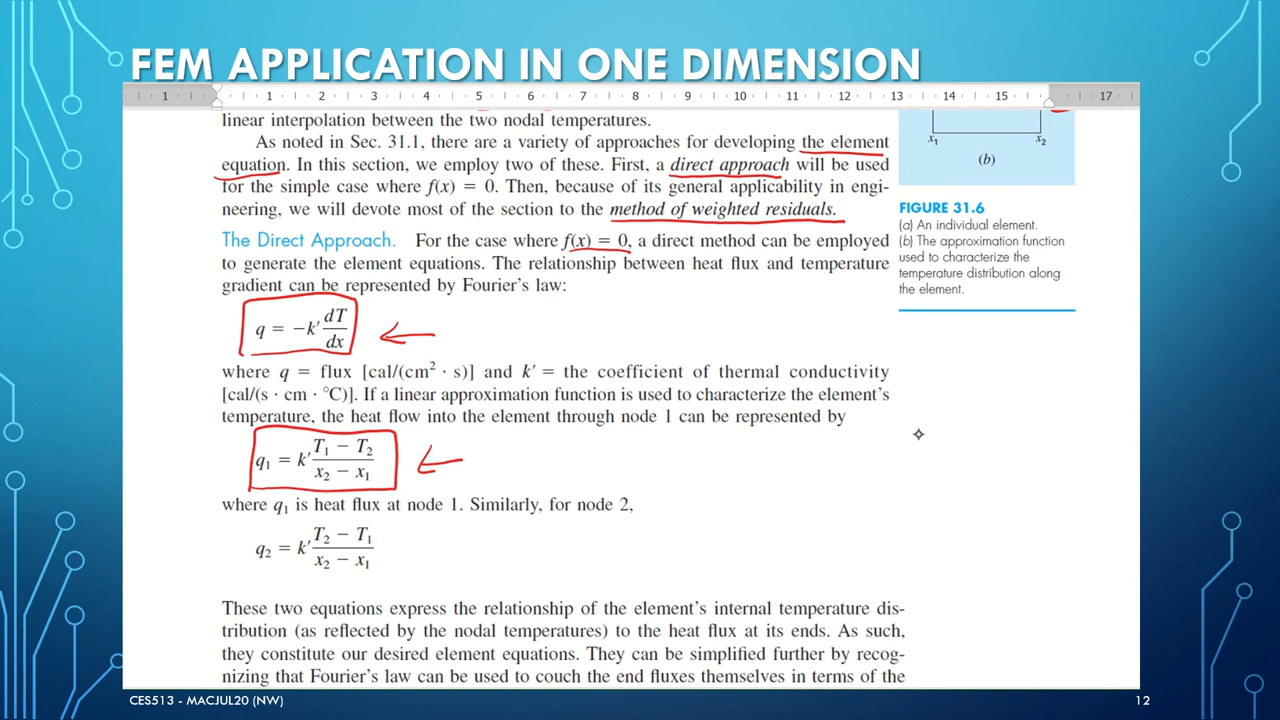 FEM APPLICATION IN ONE DIMENSION
1 1 2 3 4 5 6 7 8 9 10 11 12 13 14 15 17
linear interpolation between the two nodal temperatures.
As noted in Sec. 31.1, there are a variety of approaches for developing the element
equation. In this section, we employ two of these. First, a direct approach will be used
for the simple case where f(x) = 0. Then, because of its general applicability in engi-
neering, we will devote most of the section to the method of weighted residuals.
The Direct Approach. For the case where f(x) = 0, a direct method can be employed
to generate the element equations. The relationship between heat flux and temperature
gradient can be represented by Fourier's law:
q = −k′ dT/dx
where q = flux [cal/(cm² · s)] and k′ = the coefficient of thermal conductivity
[cal/(s · cm · °C)]. If a linear approximation function is used to characterize the element's
temperature, the heat flow into the element through node 1 can be represented by
q₁ = k′ T₁ − T₂ / x₂ − x₁
where q₁ is heat flux at node 1. Similarly, for node 2,
q₂ = k′ T₂ − T₁ / x₂ − x₁
These two equations express the relationship of the element's internal temperature dis-
tribution (as reflected by the nodal temperatures) to the heat flux at its ends. As such,
they constitute our desired element equations. They can be simplified further by recog-
nizing that Fourier's law can be used to couch the end fluxes themselves in terms of the
x₁ x₂
(b)
FIGURE 31.6
(a) An individual element.
(b) The approximation function
used to characterize the
temperature distribution along
the element.
CES513 - MACJUL20 (NW)
12